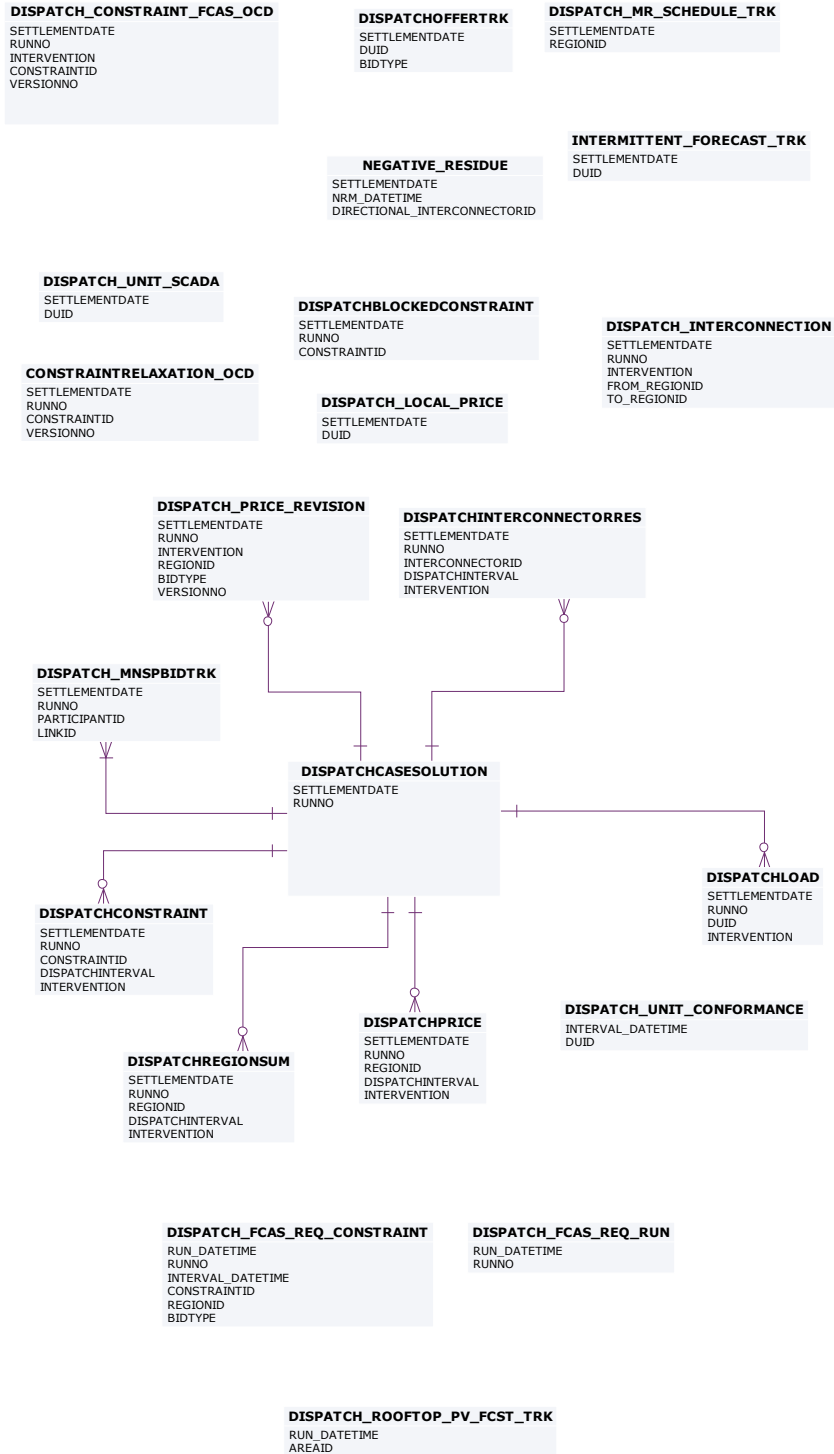 DISPATCH_CONSTRAINT_FCAS_OCD
SETTLEMENTDATE
RUNNO
INTERVENTION
CONSTRAINTID
VERSIONNO
DISPATCHOFFERTRK
SETTLEMENTDATE
DUID
BIDTYPE
DISPATCH_MR_SCHEDULE_TRK
SETTLEMENTDATE
REGIONID
INTERMITTENT_FORECAST_TRK
SETTLEMENTDATE
DUID
NEGATIVE_RESIDUE
SETTLEMENTDATE
NRM_DATETIME
DIRECTIONAL_INTERCONNECTORID
DISPATCH_UNIT_SCADA
SETTLEMENTDATE
DUID
DISPATCHBLOCKEDCONSTRAINT
SETTLEMENTDATE
RUNNO
CONSTRAINTID
DISPATCH_INTERCONNECTION
SETTLEMENTDATE
RUNNO
INTERVENTION
FROM_REGIONID
TO_REGIONID
CONSTRAINTRELAXATION_OCD
SETTLEMENTDATE
RUNNO
CONSTRAINTID
VERSIONNO
DISPATCH_LOCAL_PRICE
SETTLEMENTDATE
DUID
DISPATCH_PRICE_REVISION
SETTLEMENTDATE
RUNNO
INTERVENTION
REGIONID
BIDTYPE
VERSIONNO
DISPATCHINTERCONNECTORRES
SETTLEMENTDATE
RUNNO
INTERCONNECTORID
DISPATCHINTERVAL
INTERVENTION
DISPATCH_MNSPBIDTRK
SETTLEMENTDATE
RUNNO
PARTICIPANTID
LINKID
DISPATCHCASESOLUTION
SETTLEMENTDATE
RUNNO
DISPATCHLOAD
SETTLEMENTDATE
RUNNO
DUID
INTERVENTION
DISPATCHCONSTRAINT
SETTLEMENTDATE
RUNNO
CONSTRAINTID
DISPATCHINTERVAL
INTERVENTION
DISPATCH_UNIT_CONFORMANCE
INTERVAL_DATETIME
DUID
DISPATCHPRICE
SETTLEMENTDATE
RUNNO
REGIONID
DISPATCHINTERVAL
INTERVENTION
DISPATCHREGIONSUM
SETTLEMENTDATE
RUNNO
REGIONID
DISPATCHINTERVAL
INTERVENTION
DISPATCH_FCAS_REQ_CONSTRAINT
RUN_DATETIME
RUNNO
INTERVAL_DATETIME
CONSTRAINTID
REGIONID
BIDTYPE
DISPATCH_FCAS_REQ_RUN
RUN_DATETIME
RUNNO
DISPATCH_ROOFTOP_PV_FCST_TRK
RUN_DATETIME
AREAID